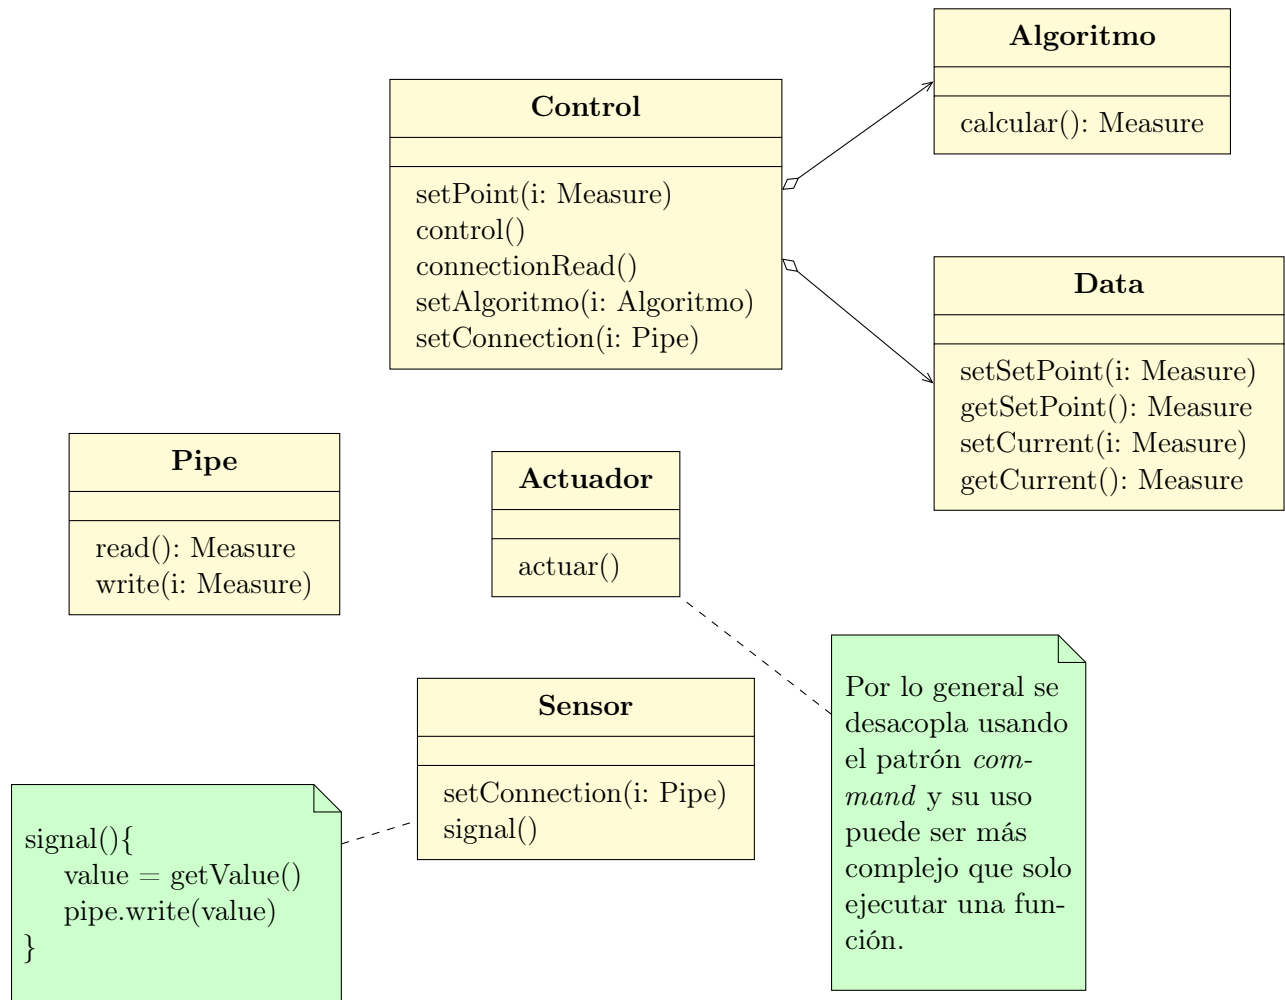 Algoritmo
calcular(): Measure
Control
setPoint(i: Measure)
control()
connectionRead()
setAlgoritmo(i: Algoritmo)
setConnection(i: Pipe)
Data
setSetPoint(i: Measure)
getSetPoint(): Measure
setCurrent(i: Measure)
getCurrent(): Measure
Pipe
read(): Measure
write(i: Measure)
Actuador
actuar()
Sensor
setConnection(i: Pipe)
signal()
Por lo general se
desacopla usando
el patrón com-
mand y su uso
puede ser más
complejo que solo
ejecutar una fun-
ción.
signal(){
value = getValue()
pipe.write(value)
}